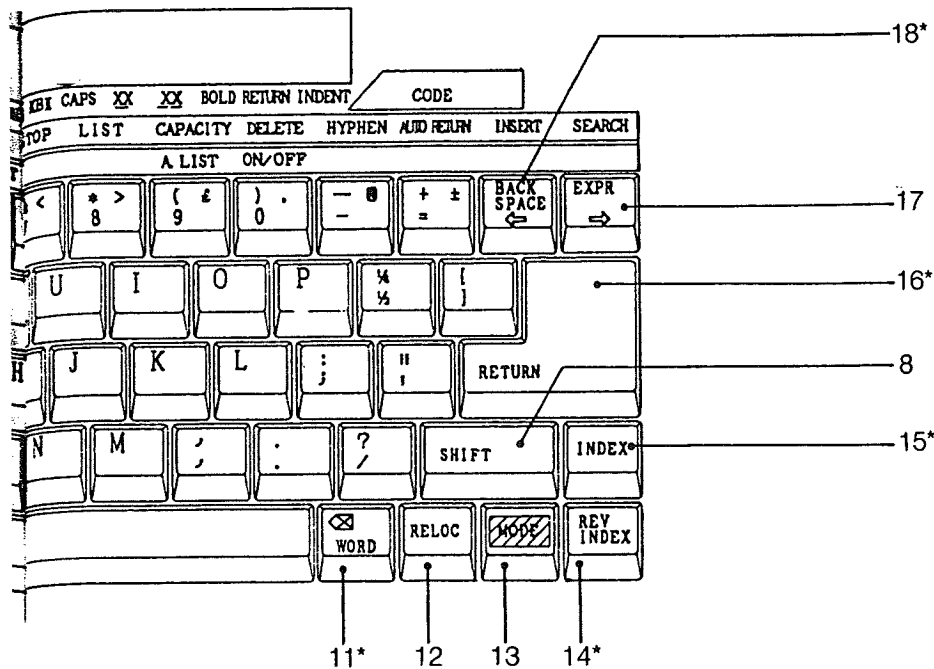 18*
KBI CAPS XX XX BOLD RETURN INDENT CODE
TOP LIST CAPACITY DELETE HYPHEN AUTO RETURN INSERT SEARCH
A. LIST ON/OFF
< * > ( £ ) . — @ + ± BACK SPACE EXPR
8 9 0 - = ⇦ ⇨
17
U I O P ¼ [
½ ]
16*
H J K L : "
; '
RETURN
8
N M , . ?
, . /
SHIFT INDEX
15*
⌫ WORD RELOC MODE REV INDEX
11* 12 13 14*